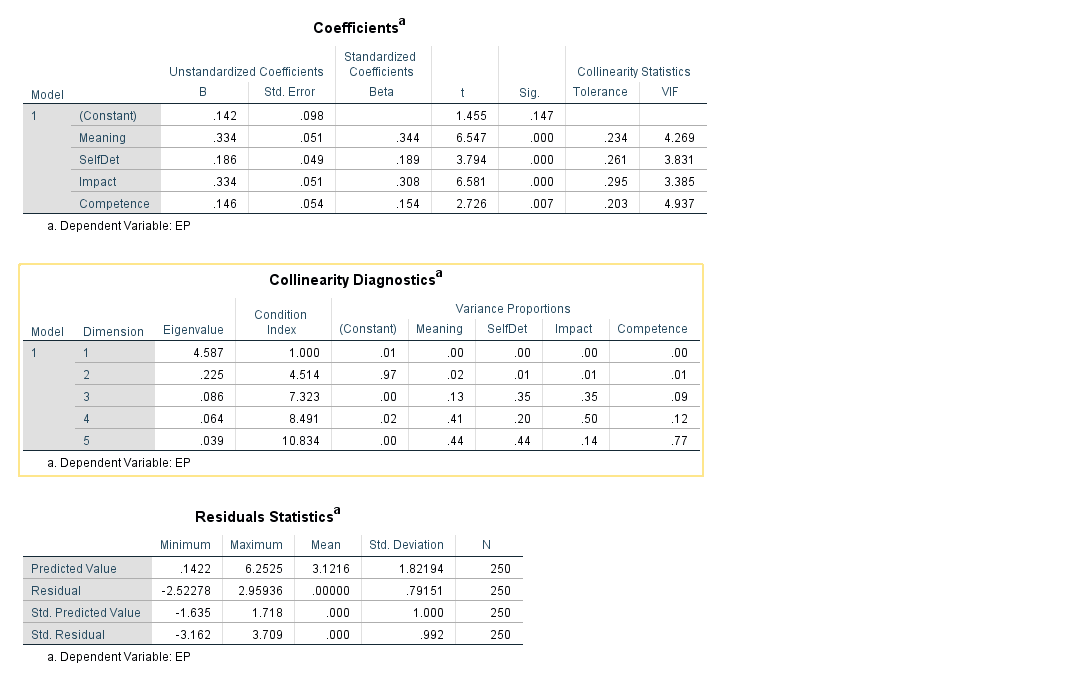 Coefficientsa
Standardized
Unstandardized Coefficients Coefficients Collinearity Statistics
Model B Std. Error Beta t Sig. Tolerance VIF
1 (Constant) .142 .098 1.455 .147
Meaning .334 .051 .344 6.547 .000 .234 4.269
SelfDet .186 .049 .189 3.794 .000 .261 3.831
Impact .334 .051 .308 6.581 .000 .295 3.385
Competence .146 .054 .154 2.726 .007 .203 4.937
a. Dependent Variable: EP
Collinearity Diagnosticsa
Condition Variance Proportions
Model Dimension Eigenvalue Index (Constant) Meaning SelfDet Impact Competence
1 1 4.587 1.000 .01 .00 .00 .00 .00
2 .225 4.514 .97 .02 .01 .01 .01
3 .086 7.323 .00 .13 .35 .35 .09
4 .064 8.491 .02 .41 .20 .50 .12
5 .039 10.834 .00 .44 .44 .14 .77
a. Dependent Variable: EP
Residuals Statisticsa
Minimum Maximum Mean Std. Deviation N
Predicted Value .1422 6.2525 3.1216 1.82194 250
Residual -2.52278 2.95936 .00000 .79151 250
Std. Predicted Value -1.635 1.718 .000 1.000 250
Std. Residual -3.162 3.709 .000 .992 250
a. Dependent Variable: EP